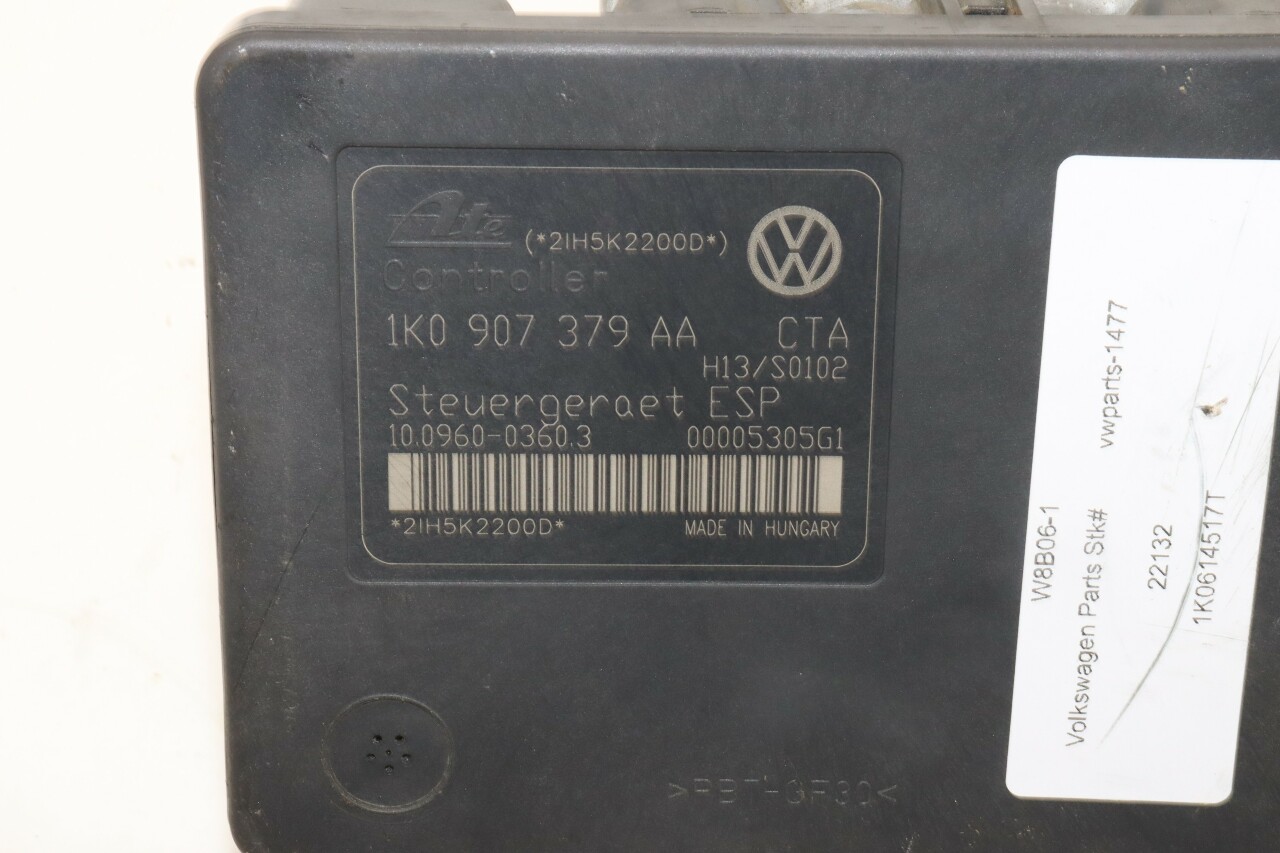 Ate
(*2IH5K2200D*)
Controller
1K0 907 379 AA CTA
H13/S0102
Steuergeraet ESP
10.0960-0360.3 00005305G1
*2IH5K2200D* MADE IN HUNGARY
>PBT-GF30<
W8B06-1
Volkswagen Parts Stk# vwparts-1477
22132
1K0614517T